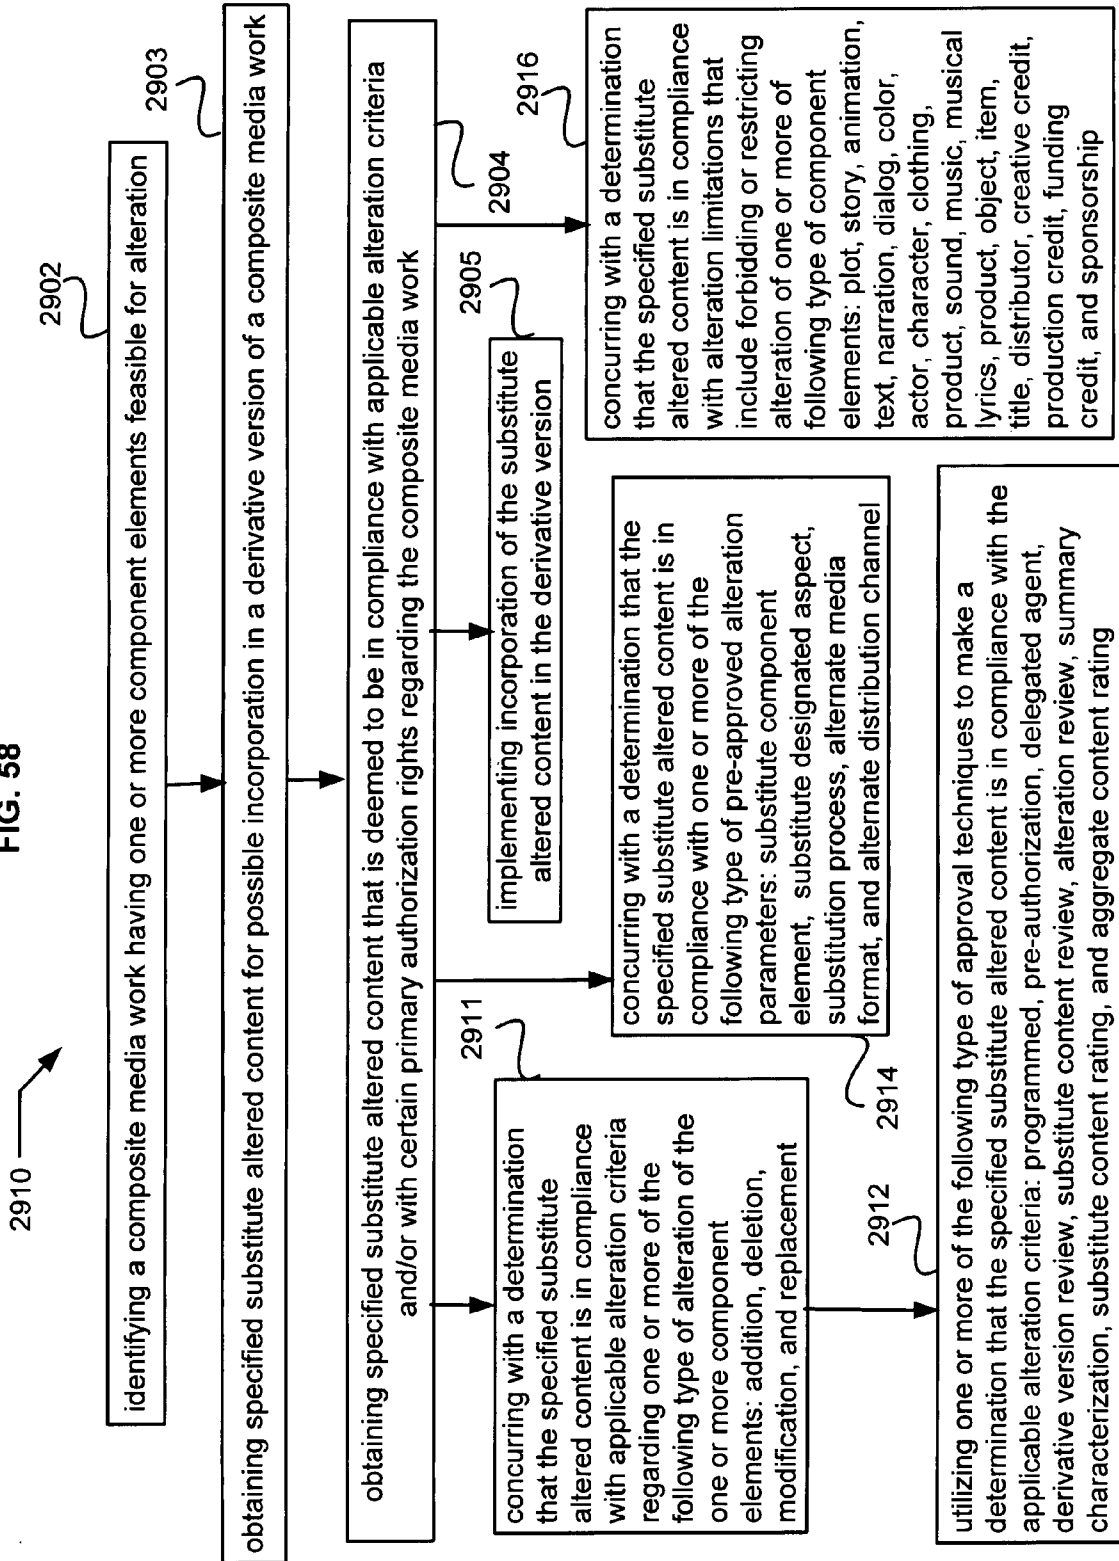 FIG. 58
2910
2902
identifying a composite media work having one or more component elements feasible for alteration
2903
obtaining specified substitute altered content for possible incorporation in a derivative version of a composite media work
obtaining specified substitute altered content that is deemed to be in compliance with applicable alteration criteria
and/or with certain primary authorization rights regarding the composite media work
2904
2905
implementing incorporation of the substitute
altered content in the derivative version
2911
concurring with a determination
that the specified substitute
altered content is in compliance
with applicable alteration criteria
regarding one or more of the
following type of alteration of the
one or more component
elements: addition, deletion,
modification, and replacement
concurring with a determination that the
specified substitute altered content is in
compliance with one or more of the
following type of pre-approved alteration
parameters: substitute component
element, substitute designated aspect,
substitution process, alternate media
format, and alternate distribution channel
2914
2916
concurring with a determination
that the specified substitute
altered content is in compliance
with alteration limitations that
include forbidding or restricting
alteration of one or more of
following type of component
elements: plot, story, animation,
text, narration, dialog, color,
actor, character, clothing,
product, sound, music, musical
lyrics, product, object, item,
title, distributor, creative credit,
production credit, funding
credit, and sponsorship
2912
utilizing one or more of the following type of approval techniques to make a
determination that the specified substitute altered content is in compliance with the
applicable alteration criteria: programmed, pre-authorization, delegated agent,
derivative version review, substitute content review, alteration review, summary
characterization, substitute content rating, and aggregate content rating